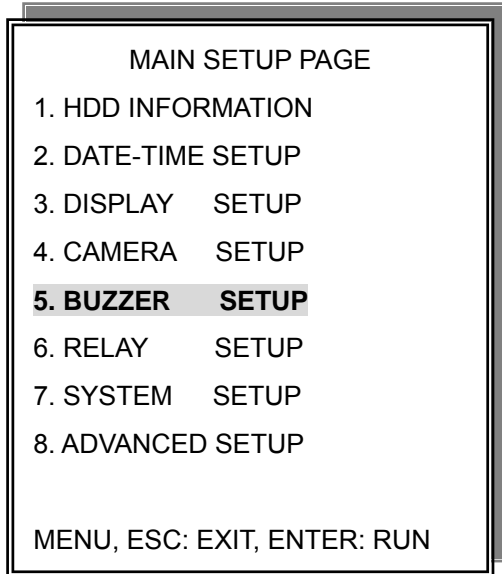 MAIN SETUP PAGE
1. HDD INFORMATION
2. DATE-TIME SETUP
3. DISPLAY SETUP
4. CAMERA SETUP
5. BUZZER SETUP
6. RELAY SETUP
7. SYSTEM SETUP
8. ADVANCED SETUP
MENU, ESC: EXIT, ENTER: RUN